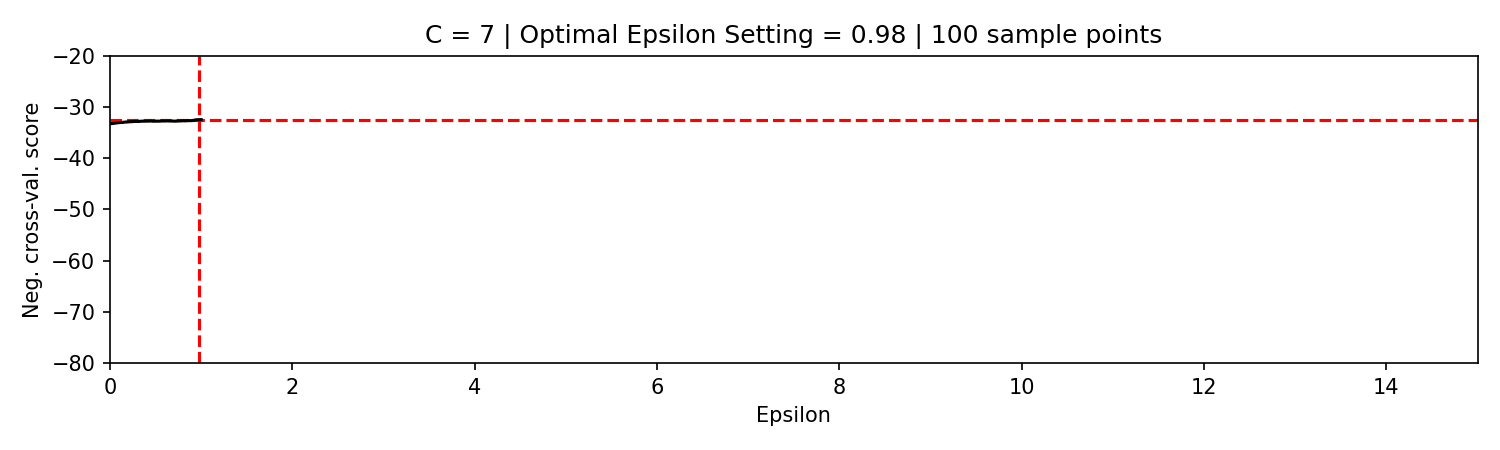 C = 7 | Optimal Epsilon Setting = 0.98 | 100 sample points
Neg. cross-val. score
−20
−30
−40
−50
−60
−70
−80
0 2 4 6 8 10 12 14
Epsilon